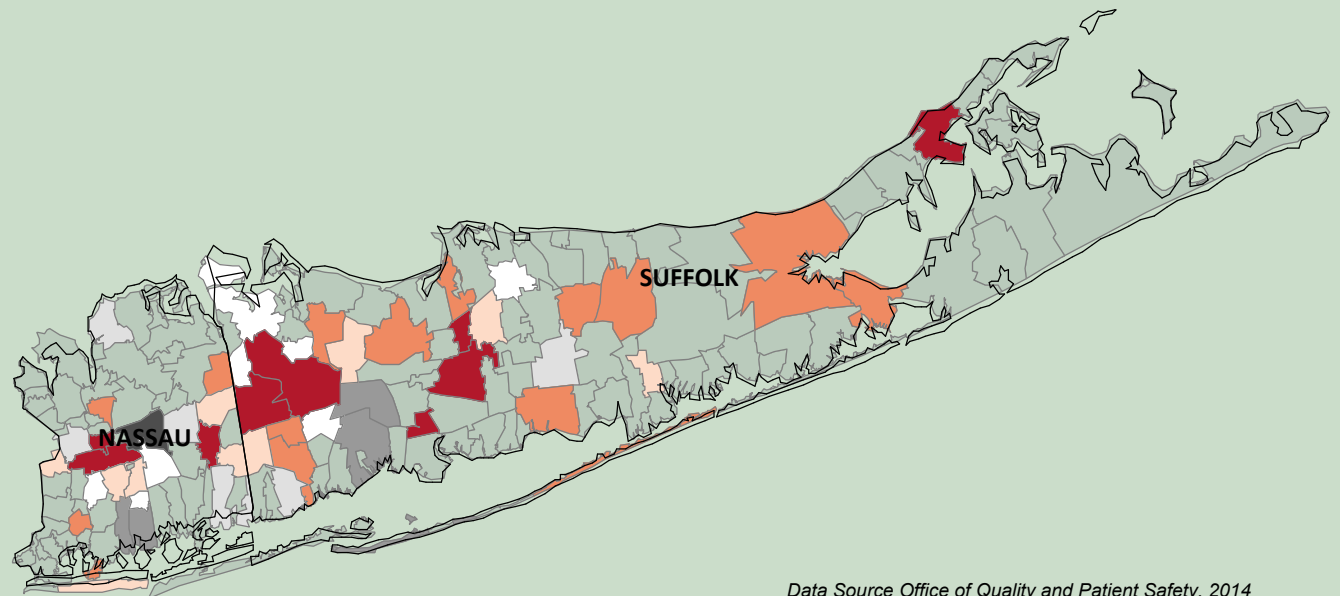 SUFFOLK
NASSAU
Data Source Office of Quality and Patient Safety, 2014